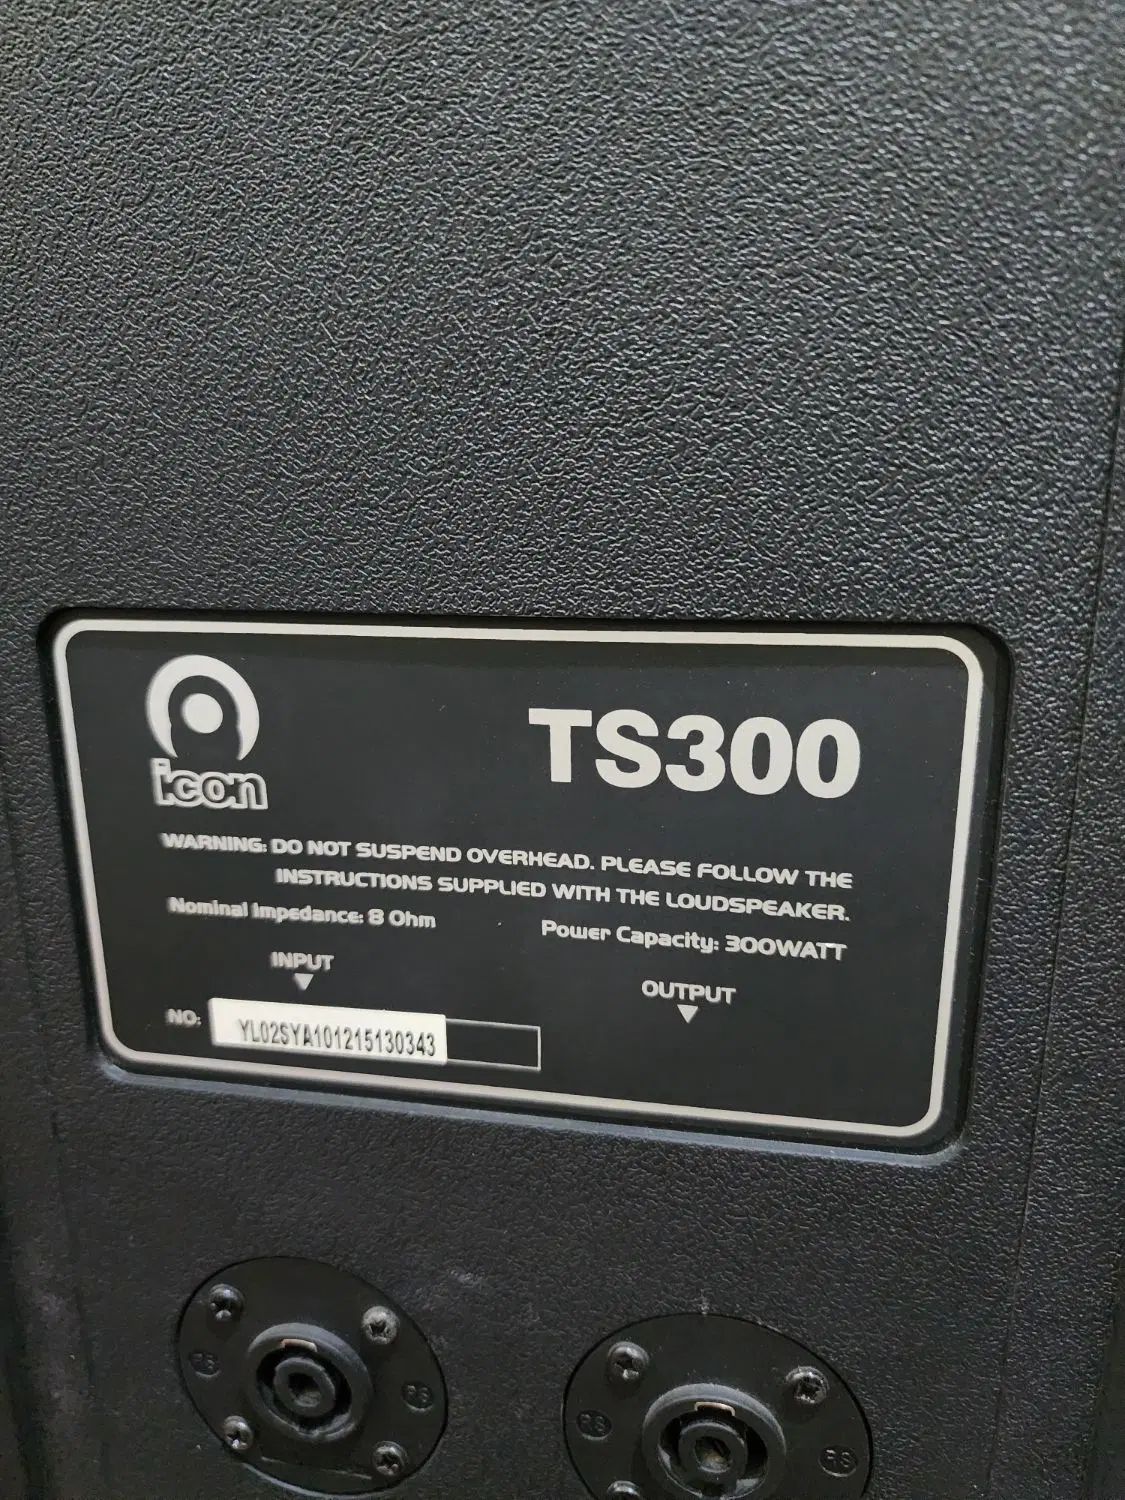 icon
TS300
WARNING: DO NOT SUSPEND OVERHEAD. PLEASE FOLLOW THE
INSTRUCTIONS SUPPLIED WITH THE LOUDSPEAKER.
Nominal Impedance: 8 Ohm
Power Capacity: 300WATT
INPUT
OUTPUT
NO:
YL02SYA101215130343